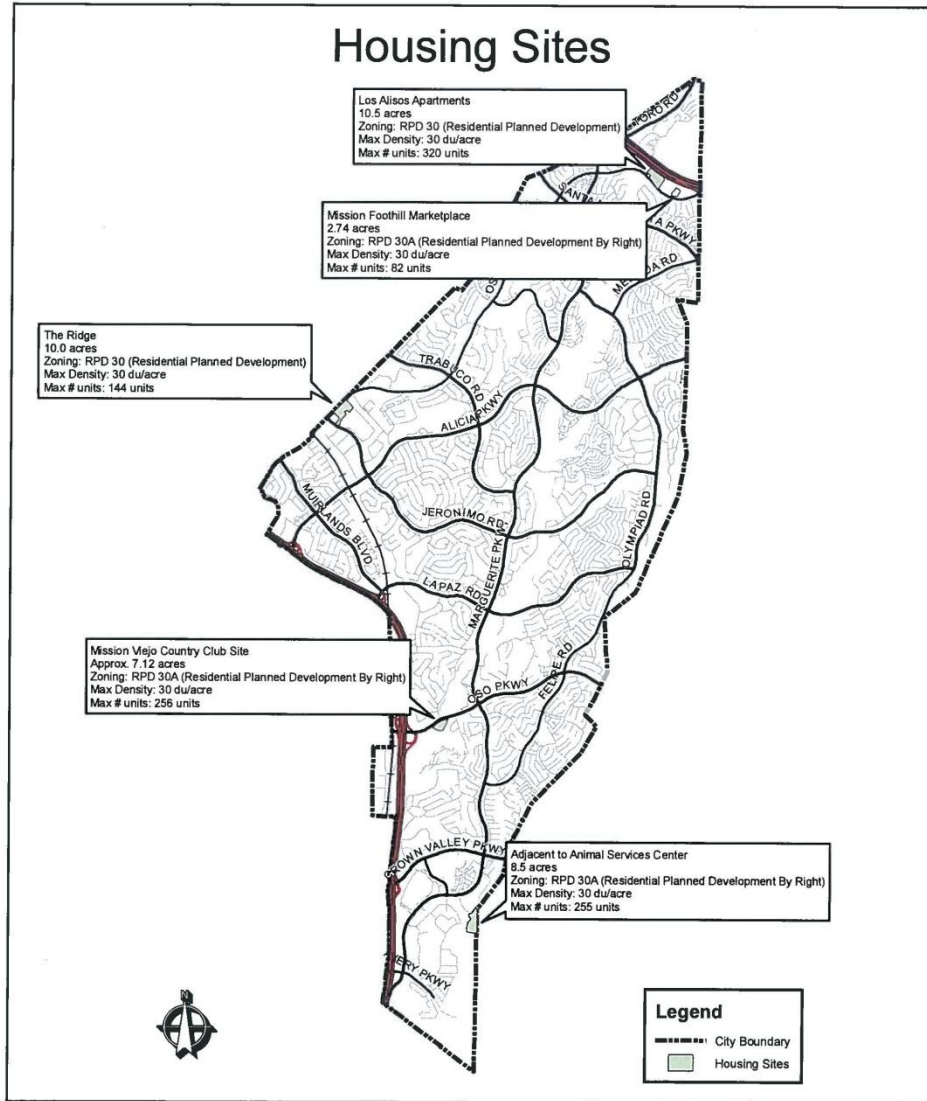 Housing Sites
Los Alisos Apartments
10.5 acres
Zoning: RPD 30 (Residential Planned Development)
Max Density: 30 du/acre
Max # units: 320 units
TORO RD
SANTA
A PKWY
Mission Foothill Marketplace
2.74 acres
Zoning: RPD 30A (Residential Planned Development By Right)
Max Density: 30 du/acre
Max # units: 82 units
The Ridge
10.0 acres
Zoning: RPD 30 (Residential Planned Development)
Max Density: 30 du/acre
Max # units: 144 units
TRABUCO RD
ALICIA PKWY
MUIRLANDS BLVD
JERONIMO RD
MARGUERITE PKWY
OLYMPIAD RD
LA PAZ RD
Mission Viejo Country Club Site
Approx. 7.12 acres
Zoning: RPD 30A (Residential Planned Development By Right)
Max Density: 30 du/acre
Max # units: 256 units
OSO PKWY
FELIPE RD
CROWN VALLEY PKWY
Adjacent to Animal Services Center
8.5 acres
Zoning: RPD 30A (Residential Planned Development By Right)
Max Density: 30 du/acre
Max # units: 255 units
AVERY PKWY
N
Legend
City Boundary
Housing Sites